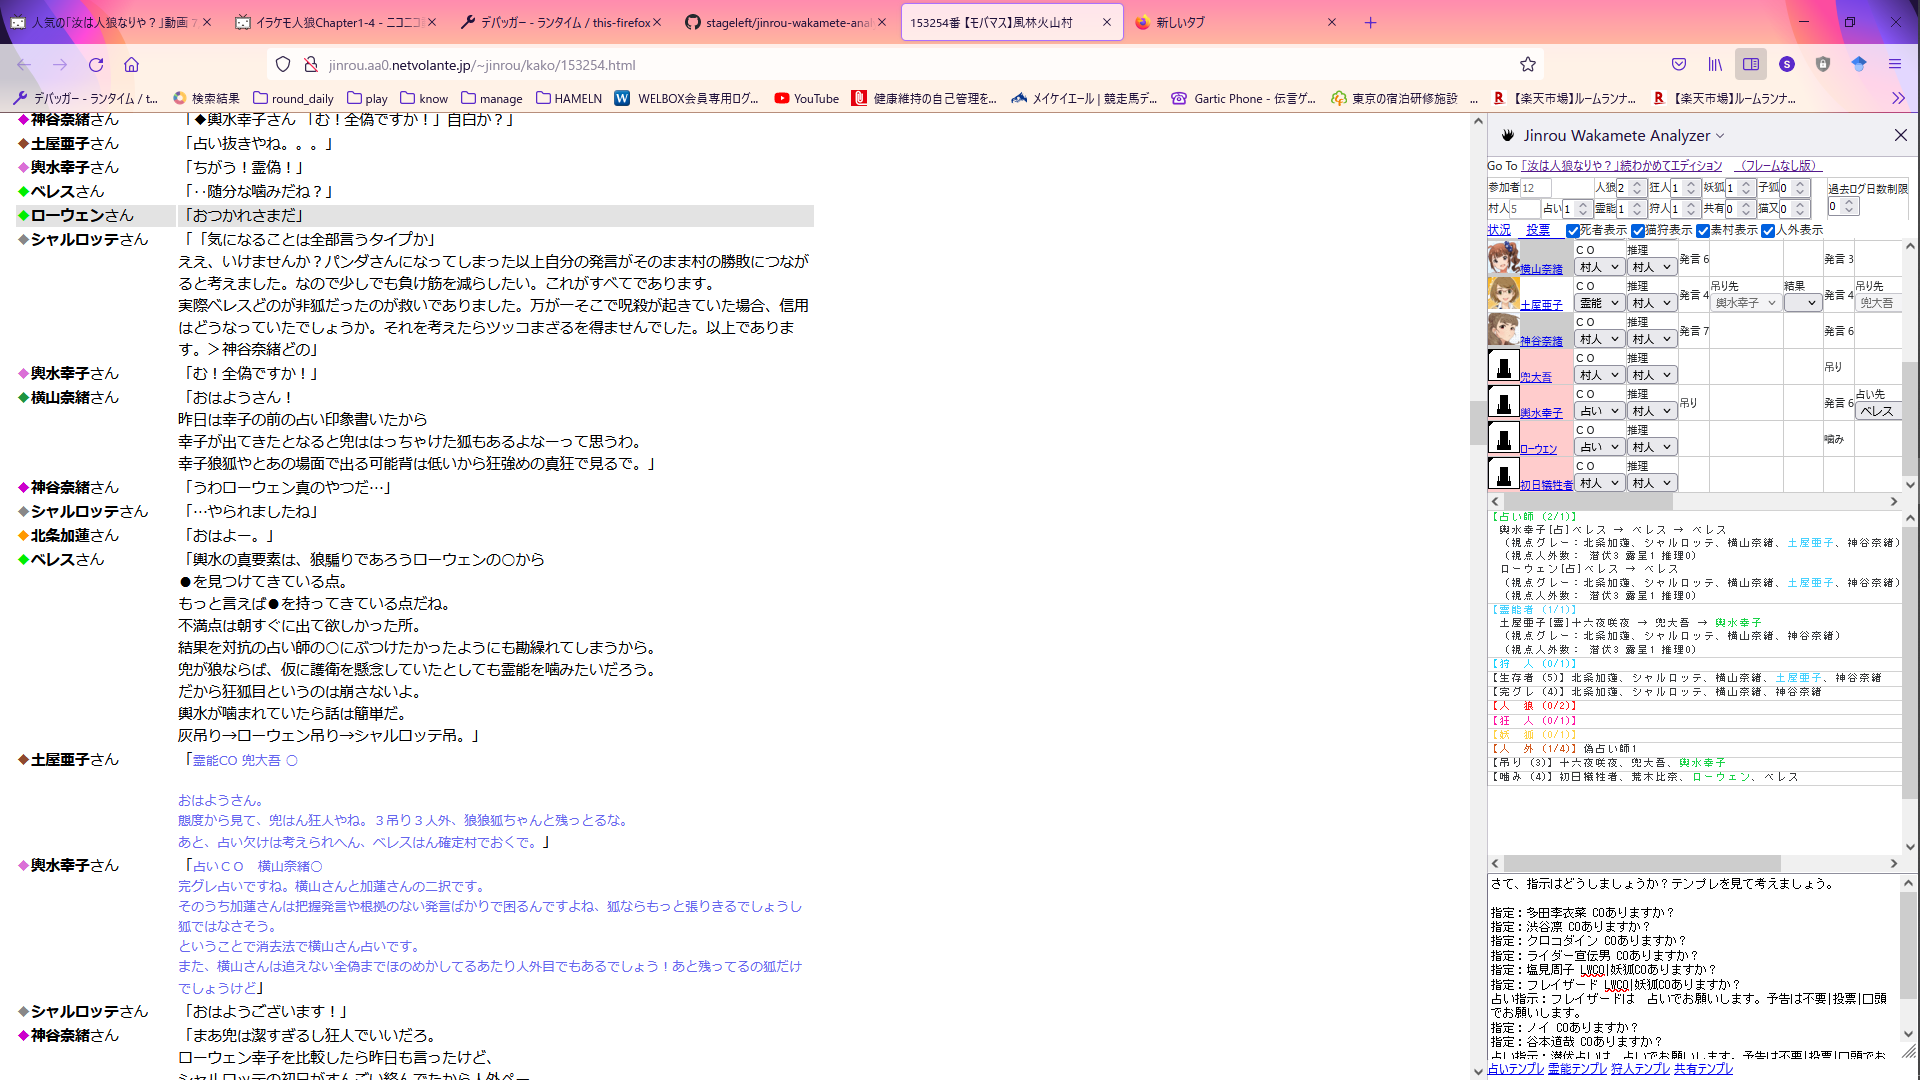 人気の「汝は人狼なりや？」動画 7
イラケモ人狼Chapter1-4 - ニコニコ
デバッガー - ランタイム / this-firefox
stageleft/jinrou-wakamete-ana
153254番【モバマス】風林火山村
新しいタブ
jinrou.aa0.netvolante.jp/~jinrou/kako/153254.html
デバッガー - ランタイム / t...
検索結果
round_daily
play
know
manage
HAMELN
WELBOX会員専用ログ...
YouTube
健康維持の自己管理を...
メイケイエール | 競走馬デ...
Gartic Phone - 伝言ゲ...
東京の宿泊研修施設 ...
【楽天市場】ルームランナ...
【楽天市場】ルームランナ...
◆神谷奈緒さん 「◆輿水幸子さん 「む！全偽ですか！」自白か？」
◆土屋亜子さん 「占い抜きやね。。。」
◆輿水幸子さん 「ちがう！霊偽！」
◆ベレスさん 「‥随分な噛みだね？」
◆ローウェンさん 「おつかれさまだ」
◆シャルロッテさん 「「気になることは全部言うタイプか」
ええ、いけませんか？パンダさんになってしまった以上自分の発言がそのまま村の勝敗につなが
ると考えました。なので少しでも負け筋を減らしたい。これがすべてであります。
実際ベレスどのが非狐だったのが救いでありました。万が一そこで呪殺が起きていた場合、信用
はどうなっていたでしょうか。それを考えたらツッコまざるを得ませんでした。以上でありま
す。＞神谷奈緒どの」
◆輿水幸子さん 「む！全偽ですか！」
◆横山奈緒さん 「おはようさん！
昨日は幸子の前の占い印象書いたから
幸子が出てきたとなると兜ははっちゃけた狐もあるよなーって思うわ。
幸子狼狐やとあの場面で出る可能背は低いから狂強めの真狂で見るで。」
◆神谷奈緒さん 「うわローウェン真のやつだ…」
◆シャルロッテさん 「…やられましたね」
◆北条加蓮さん 「おはよー。」
◆ベレスさん 「輿水の真要素は、狼騙りであろうローウェンの○から
●を見つけてきている点。
もっと言えば●を持ってきている点だね。
不満点は朝すぐに出て欲しかった所。
結果を対抗の占い師の○にぶつけたかったようにも勘繰れてしまうから。
兜が狼ならば、仮に護衛を懸念していたとしても霊能を噛みたいだろう。
だから狂狐目というのは崩さないよ。
輿水が噛まれていたら話は簡単だ。
灰吊り→ローウェン吊り→シャルロッテ吊。」
◆土屋亜子さん 「霊能CO 兜大吾 ○
おはようさん。
態度から見て、兜はん狂人やね。３吊り３人外、狼狼狐ちゃんと残っとるな。
あと、占い欠けは考えられへん、ベレスはん確定村でおくで。」
◆輿水幸子さん 「占いＣＯ　横山奈緒○
完グレ占いですね。横山さんと加蓮さんの二択です。
そのうち加蓮さんは把握発言や根拠のない発言ばかりで困るんですよね、狐ならもっと張りきるでしょうし
狐ではなさそう。
ということで消去法で横山さん占いです。
また、横山さんは追えない全偽までほのめかしてるあたり人外目でもあるでしょう！あと残ってるの狐だけ
でしょうけど」
◆シャルロッテさん 「おはようございます！」
◆神谷奈緒さん 「まあ兜は潔すぎるし狂人でいいだろ。
ローウェン幸子を比較したら昨日も言ったけど、
シャルロッテの初日がすんごい絡んでたから人外ペー
Jinrou Wakamete Analyzer
Go To 「汝は人狼なりや？」続わかめてエディション （フレームなし版）
参加者 12 人狼 2 狂人 1 妖狐 1 子狐 0 過去ログ日数制限
村人 5 占い 1 霊能 1 狩人 1 共有 0 猫又 0 0
状況 投票 死者表示 猫狩表示 素村表示 人外表示
横山奈緒 ＣＯ 村人 推理 村人 発言 6 発言 3
土屋亜子 ＣＯ 霊能 推理 村人 発言 4 吊り先 輿水幸子 結果 発言 4 吊り先 兜大吾
神谷奈緒 ＣＯ 村人 推理 村人 発言 7 発言 6
兜大吾 ＣＯ 村人 推理 村人 吊り
輿水幸子 ＣＯ 占い 推理 村人 吊り 発言 6 占い先 ベレス
ローウェン ＣＯ 占い 推理 村人 噛み
初日犠牲者 ＣＯ 村人 推理 村人
【占い師 (2/1)】
輿水幸子[占]ベレス → ベレス → ベレス
（視点グレー：北条加蓮、シャルロッテ、横山奈緒、土屋亜子、神谷奈緒）
（視点人外数： 潜伏3 露呈1 推理0）
ローウェン[占]ベレス → ベレス
（視点グレー：北条加蓮、シャルロッテ、横山奈緒、土屋亜子、神谷奈緒）
（視点人外数： 潜伏3 露呈1 推理0）
【霊能者 (1/1)】
土屋亜子[霊]十六夜咲夜 → 兜大吾 → 輿水幸子
（視点グレー：北条加蓮、シャルロッテ、横山奈緒、神谷奈緒）
（視点人外数： 潜伏3 露呈1 推理0）
【狩　人 (0/1)】
【生存者 (5)】北条加蓮、シャルロッテ、横山奈緒、土屋亜子、神谷奈緒
【完グレ (4)】北条加蓮、シャルロッテ、横山奈緒、神谷奈緒
【人　狼 (0/2)】
【狂　人 (0/1)】
【妖　狐 (0/1)】
【人　外 (1/4)】偽占い師1
【吊り (3)】十六夜咲夜、兜大吾、輿水幸子
【噛み (4)】初日犠牲者、荒木比奈、ローウェン、ベレス
さて、指示はどうしましょうか？テンプレを見て考えましょう。
指定：多田李衣菜 COありますか？
指定：渋谷凛 COありますか？
指定：クロコダイン COありますか？
指定：ライダー宣伝男 COありますか？
指定：塩見周子 LWCO|妖狐COありますか？
指定：フレイザード LWCO|妖狐COありますか？
占い指示：フレイザードは　占いでお願いします。予告は不要|投票|口頭
でお願いします。
指定：ノイ COありますか？
指定：谷本道哉 COありますか？
占い指示：潜伏占いは　占いでお願いします。予告は不要|投票|口頭でお
占いテンプレ 霊能テンプレ 狩人テンプレ 共有テンプレ